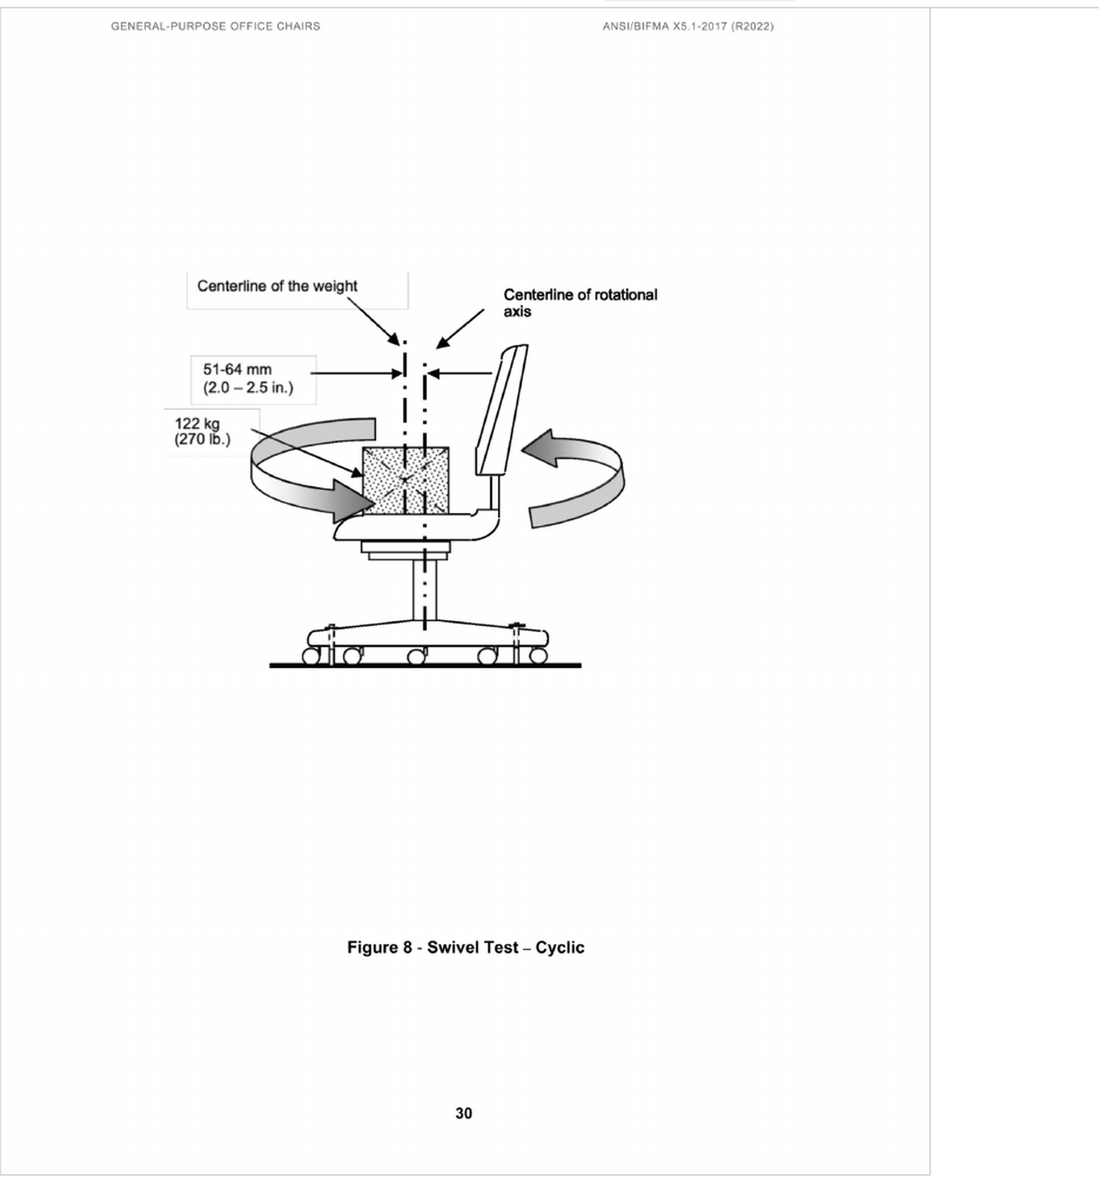 GENERAL-PURPOSE OFFICE CHAIRS
ANSI/BIFMA X5.1-2017 (R2022)
Centerline of the weight
Centerline of rotational
axis
51-64 mm
(2.0 – 2.5 in.)
122 kg
(270 lb.)
Figure 8 - Swivel Test – Cyclic
30